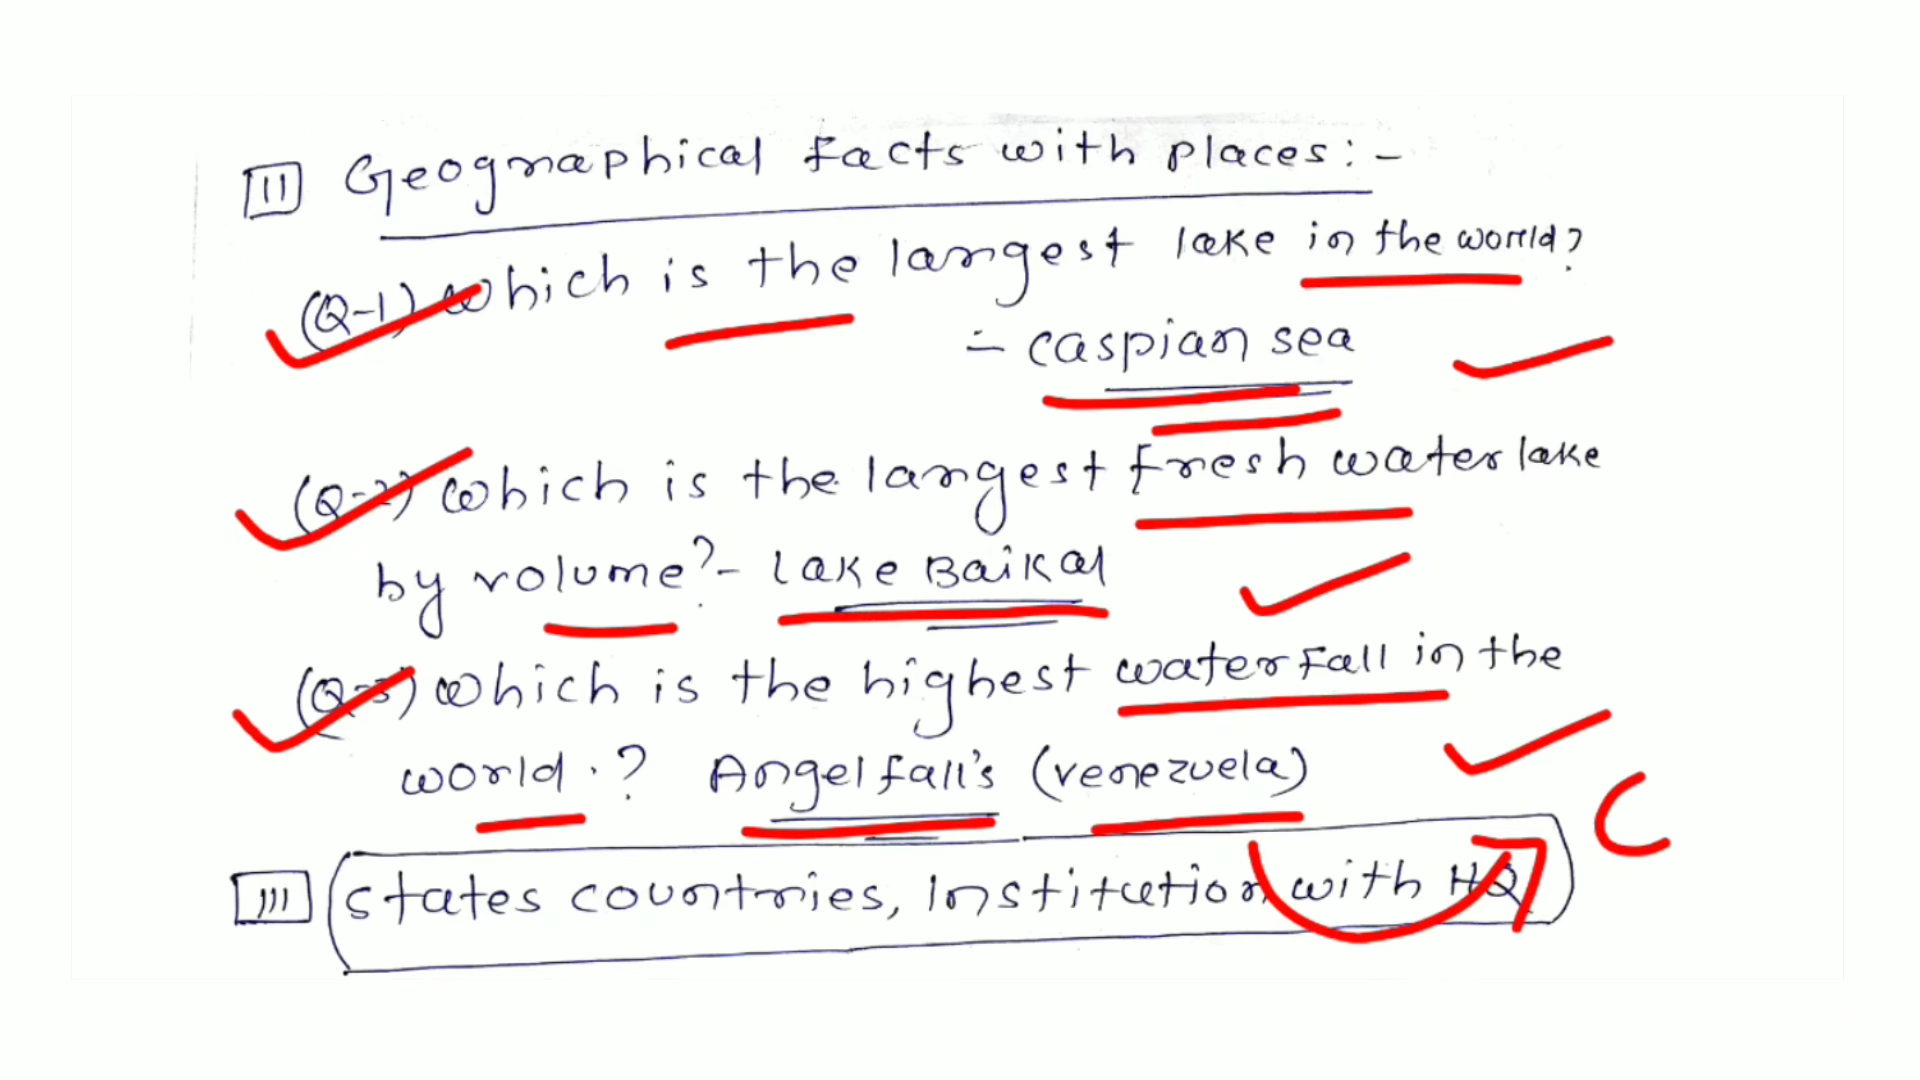 II Geographical Facts with places:-
(Q-1) Which is the largest lake in the world?
= Caspian sea
(Q-2) Which is the largest fresh water lake
by volume? - Lake Baikal
(Q-3) Which is the highest waterfall in the
world.? Angel fall's (Venezuela)
III States countries, Institution with HQ